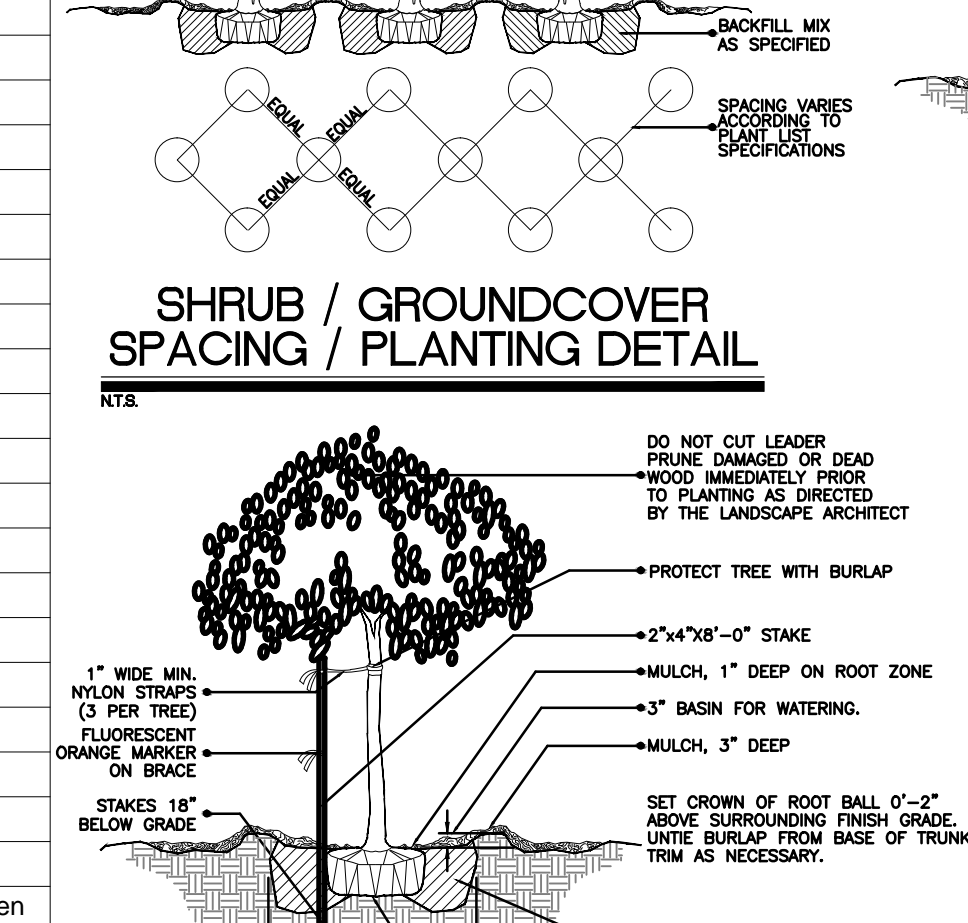 BACKFILL MIX
AS SPECIFIED
EQUAL
EQUAL
EQUAL
EQUAL
SPACING VARIES
ACCORDING TO
PLANT LIST
SPECIFICATIONS
SHRUB / GROUNDCOVER
SPACING / PLANTING DETAIL
N.T.S.
DO NOT CUT LEADER
PRUNE DAMAGED OR DEAD
WOOD IMMEDIATELY PRIOR
TO PLANTING AS DIRECTED
BY THE LANDSCAPE ARCHITECT
PROTECT TREE WITH BURLAP
2"x4"X8'-0" STAKE
MULCH, 1" DEEP ON ROOT ZONE
3" BASIN FOR WATERING.
MULCH, 3" DEEP
SET CROWN OF ROOT BALL 0'-2"
ABOVE SURROUNDING FINISH GRADE.
UNTIE BURLAP FROM BASE OF TRUNK
TRIM AS NECESSARY.
1" WIDE MIN.
NYLON STRAPS
(3 PER TREE)
FLUORESCENT
ORANGE MARKER
ON BRACE
STAKES 18"
BELOW GRADE
en